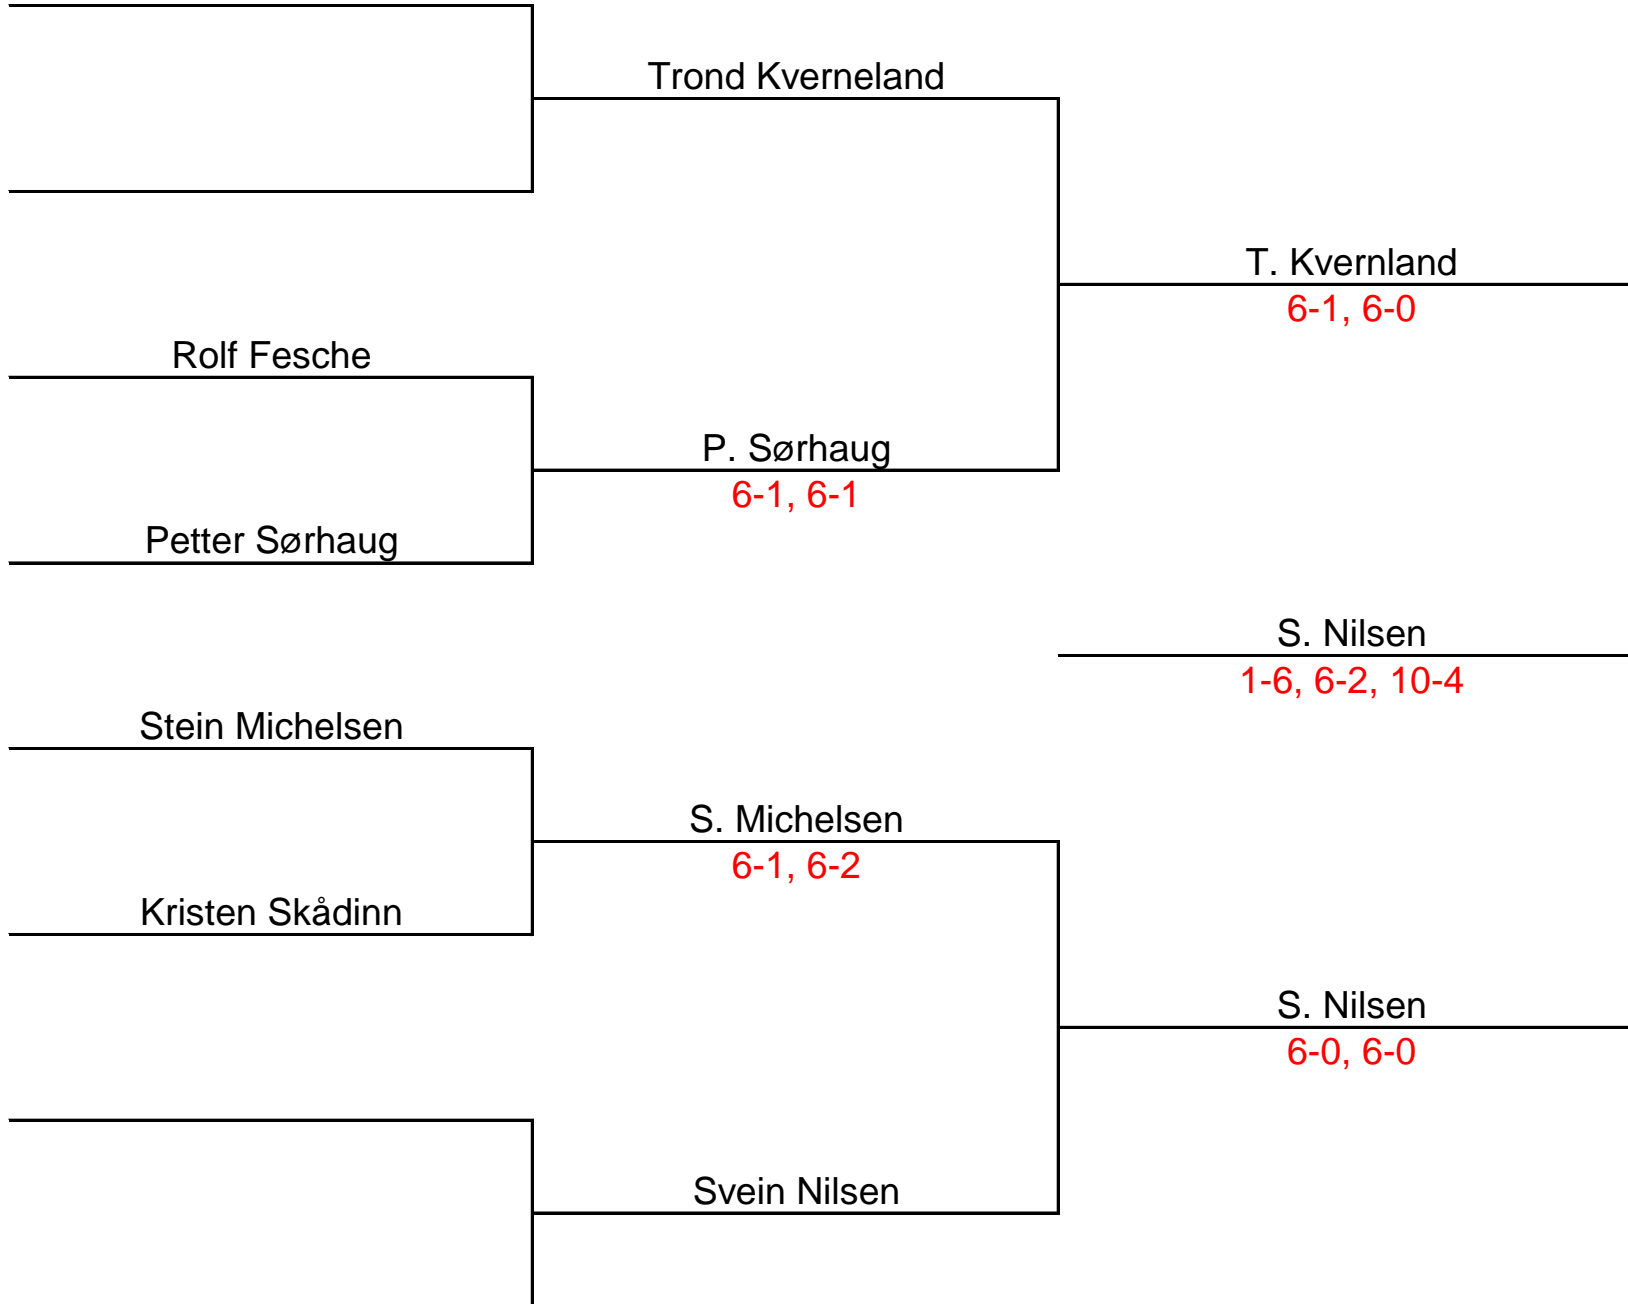 Trond Kverneland
T. Kvernland
6-1, 6-0
Rolf Fesche
P. Sørhaug
6-1, 6-1
Petter Sørhaug
S. Nilsen
1-6, 6-2, 10-4
Stein Michelsen
S. Michelsen
6-1, 6-2
Kristen Skådinn
S. Nilsen
6-0, 6-0
Svein Nilsen